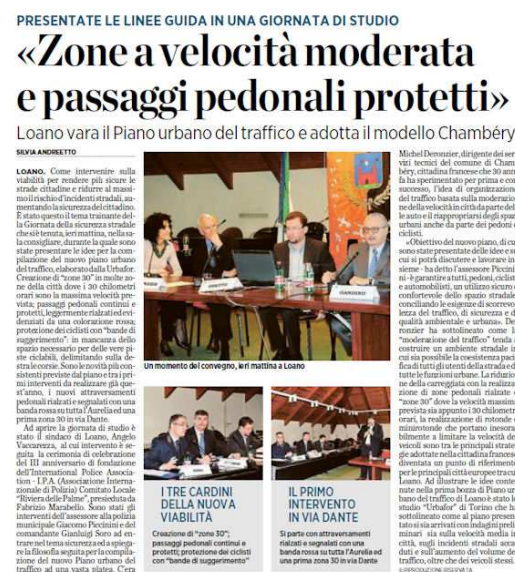 PRESENTATE LE LINEE GUIDA IN UNA GIORNATA DI STUDIO
«Zone a velocità moderata
e passaggi pedonali protetti»
Loano vara il Piano urbano del traffico e adotta il modello Chambéry
SILVIA ANDREETTO
LOANO. Come intervenire sulla
viabilità per rendere più sicure le
strade cittadine e ridurre al massi-
mo il rischio d'incidenti stradali, au-
mentando la sicurezza del cittadino.
È stato questo il tema trainante del-
la Giornata della sicurezza stradale
che si è tenuta, ieri mattina, nella sa-
la consigliare, durante la quale sono
state presentare le idee per la com-
pilazione del nuovo piano urbano
del traffico, elaborato dalla Urbafor.
Creazione di "zone 30" in molte zo-
ne della città dove i 30 chilometri
orari sono la massima velocità pre-
vista; passaggi pedonali continui e
protetti, leggermente rialzati ed evi-
denziati da una colorazione rossa;
protezione dei ciclisti con "bande di
suggerimento": in mancanza dello
spazio necessario per delle vere pi-
ste ciclabili, delimitando sulla de-
stra le corsie. Sono le novità più con-
sistenti previste dal piano e tra i pri-
mi interventi da realizzare già que-
st'anno, i nuovi attraversamenti
pedonali rialzati e segnalati con una
banda rossa su tutta l'Aurelia ed una
prima zona 30 in via Dante.
Ad aprire la giornata di studio è
stato il sindaco di Loano, Angelo
Vaccarezza, al cui intervento è se-
guita la cerimonia di celebrazione
del III anniversario di fondazione
dell'International Police Associa-
tion - I.P.A. (Associazione Interna-
zionale di Polizia) Comitato Locale
"Riviera delle Palme", presieduta da
Fabrizio Marabello. Sono stati gli
interventi dell'assessore alla polizia
municipale Giacomo Piccinini e del
comandante Gianluigi Soro ad en-
trare nel tema sicurezza ed a spiega-
re la filosofia seguita per la compila-
zione del nuovo Piano urbano del
traffico ad una vasta platea. C'era
Un momento del convegno, ieri mattina a Loano
I TRE CARDINI
DELLA NUOVA
VIABILITÀ
Creazione di "zone 30";
passaggi pedonali continui e
protetti; protezione dei ciclisti
con "bande di suggerimento"
IL PRIMO
INTERVENTO
IN VIA DANTE
Si parte con attraversamenti
rialzati e segnalati con una
banda rossa su tutta l'Aurelia ed
una prima zona 30 in via Dante
Michel Deronzier, dirigente dei ser-
vizi tecnici del comune di Cham-
béry, cittadina francese che 30 anni
fa ha sperimentato per prima e con
successo, l'idea di organizzazione
del traffico basata sulla moderazio-
ne della velocità in città da parte del-
le auto e il riappropriarsi degli spazi
urbani anche da parte dei pedoni e
ciclisti.
«Obiettivo del nuovo piano, di cui
sono state presentate delle idee e su
cui si potrà discutere e lavorare in-
sieme - ha detto l'assessore Piccini-
ni - è garantire a tutti, pedoni, ciclisti
e automobilisti, un utilizzo sicuro e
confortevole dello spazio stradale,
conciliando le esigenze di scorrevo-
lezza del traffico, di sicurezza e di
qualità ambientale e urbana». De-
ronzier ha sottolineato come la
"moderazione del traffico" tenda a
costruire un ambiente stradale in
cui sia possibile la coesistenza paci-
fica di tutti gli utenti della strada ed
tutte le funzioni urbane. La riduzio-
ne della carreggiata con la realizza-
zione di zone pedonali rialzate e
"zone 30" dove la velocità massima
prevista sia appunto i 30 chilometri
orari, la realizzazione di rotonde e
minirotonde che portano inesora-
bilmente a limitare la velocità dei
veicoli sono tra le principali strate-
gie adottate nella cittadina francese
diventata un punto di riferimento
per le principali città europee tra cui
Loano. Ad illustrare le idee conte-
nute nella prima bozza di Piano ur-
bano del traffico di Loano è stato lo
studio "Urbafor" di Torino che ha
sottolineato come al piano presen-
tato si sia arrivati con indagini preli-
minari sia sulla velocità media in
città, sugli incidenti stradali acca-
duti e sull'aumento del volume del
traffico, oltre che dei veicoli stessi.